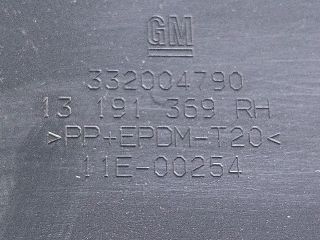 GM
332004790
13 191 369 RH
>PP+EPDM-T20<
11E-00254